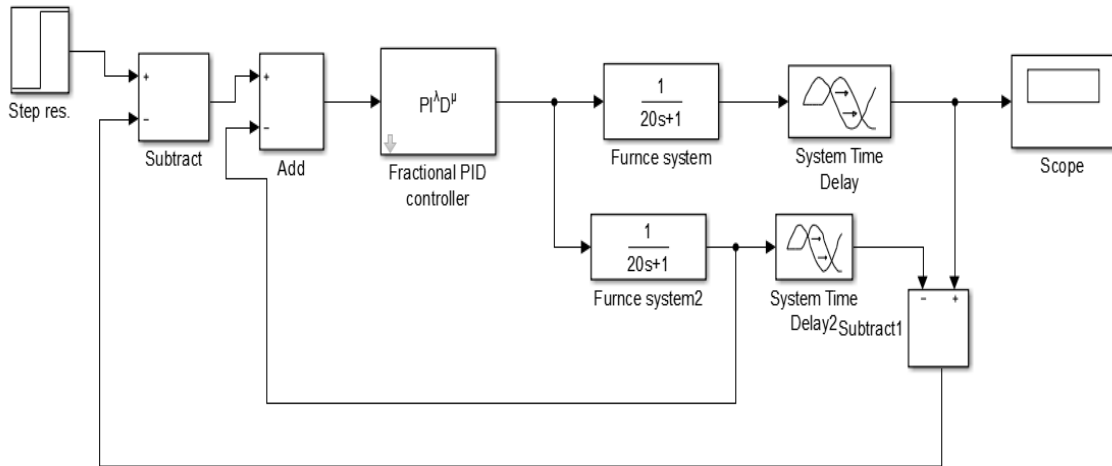 Step res.
+
−
Subtract
+
−
Add
PI^λD^μ
Fractional PID
controller
1
20s+1
Furnce system
System Time
Delay
Scope
1
20s+1
Furnce system2
System Time
Delay2
− +
Subtract1